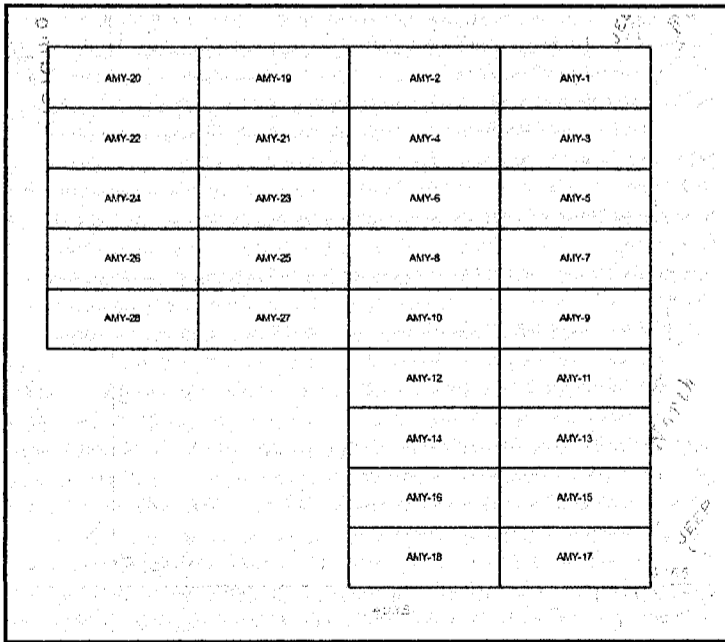 JEE
AMY-20 AMY-19 AMY-2 AMY-1
AMY-22 AMY-21 AMY-4 AMY-3
AMY-24 AMY-23 AMY-6 AMY-5
AMY-26 AMY-25 AMY-8 AMY-7
AMY-28 AMY-27 AMY-10 AMY-9
AMY-12 AMY-11
AMY-14 AMY-13
AMY-16 AMY-15
AMY-18 AMY-17
JEEP